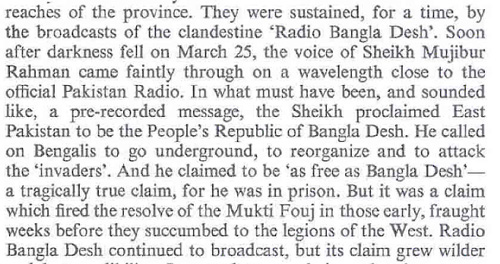 reaches of the province. They were sustained, for a time, by
the broadcasts of the clandestine ‘Radio Bangla Desh’. Soon
after darkness fell on March 25, the voice of Sheikh Mujibur
Rahman came faintly through on a wavelength close to the
official Pakistan Radio. In what must have been, and sounded
like, a pre-recorded message, the Sheikh proclaimed East
Pakistan to be the People’s Republic of Bangla Desh. He called
on Bengalis to go underground, to reorganize and to attack
the ‘invaders’. And he claimed to be ‘as free as Bangla Desh’—
a tragically true claim, for he was in prison. But it was a claim
which fired the resolve of the Mukti Fouj in those early, fraught
weeks before they succumbed to the legions of the West. Radio
Bangla Desh continued to broadcast, but its claim grew wilder